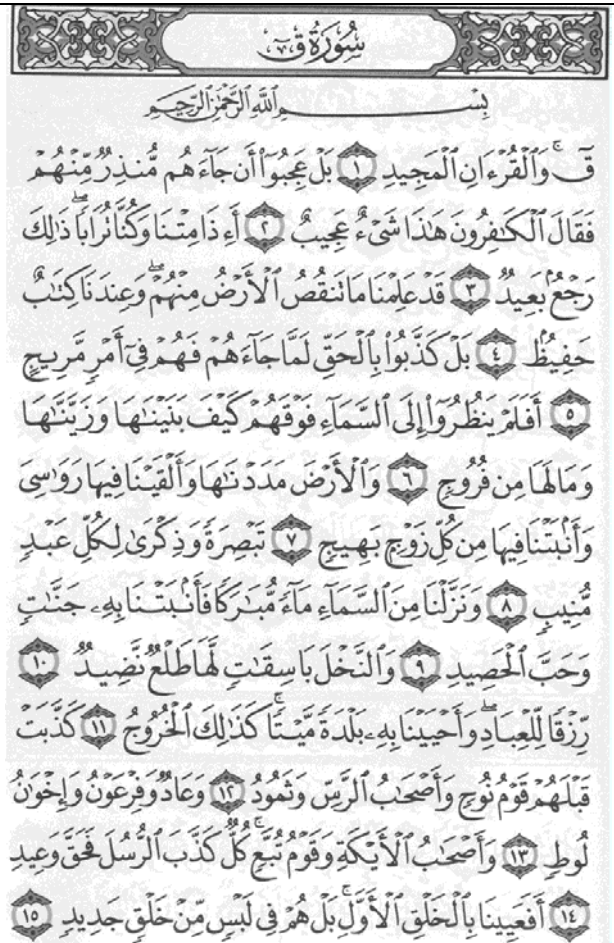 سُورَةُ قٓ
بِسْمِ ٱللَّهِ ٱلرَّحْمَٰنِ ٱلرَّحِيمِ
قٓۚ وَٱلْقُرْءَانِ ٱلْمَجِيدِ ١ بَلْ عَجِبُوٓا۟ أَن جَآءَهُم مُّنذِرٌ مِّنْهُمْ
فَقَالَ ٱلْكَٰفِرُونَ هَٰذَا شَىْءٌ عَجِيبٌ ٢ أَءِذَا مِتْنَا وَكُنَّا تُرَابًاۖ ذَٰلِكَ
رَجْعٌۢ بَعِيدٌ ٣ قَدْ عَلِمْنَا مَا تَنقُصُ ٱلْأَرْضُ مِنْهُمْۖ وَعِندَنَا كِتَٰبٌ
حَفِيظٌۢ ٤ بَلْ كَذَّبُوا۟ بِٱلْحَقِّ لَمَّا جَآءَهُمْ فَهُمْ فِىٓ أَمْرٍ مَّرِيجٍ
٥ أَفَلَمْ يَنظُرُوٓا۟ إِلَى ٱلسَّمَآءِ فَوْقَهُمْ كَيْفَ بَنَيْنَٰهَا وَزَيَّنَّٰهَا
وَمَا لَهَا مِن فُرُوجٍ ٦ وَٱلْأَرْضَ مَدَدْنَٰهَا وَأَلْقَيْنَا فِيهَا رَوَٰسِىَ
وَأَنۢبَتْنَا فِيهَا مِن كُلِّ زَوْجٍۭ بَهِيجٍ ٧ تَبْصِرَةً وَذِكْرَىٰ لِكُلِّ عَبْدٍ
مُّنِيبٍ ٨ وَنَزَّلْنَا مِنَ ٱلسَّمَآءِ مَآءً مُّبَٰرَكًا فَأَنۢبَتْنَا بِهِۦ جَنَّٰتٍ
وَحَبَّ ٱلْحَصِيدِ ٩ وَٱلنَّخْلَ بَاسِقَٰتٍ لَّهَا طَلْعٌ نَّضِيدٌ ١٠
رِّزْقًا لِّلْعِبَادِۖ وَأَحْيَيْنَا بِهِۦ بَلْدَةً مَّيْتًاۚ كَذَٰلِكَ ٱلْخُرُوجُ ١١ كَذَّبَتْ
قَبْلَهُمْ قَوْمُ نُوحٍ وَأَصْحَٰبُ ٱلرَّسِّ وَثَمُودُ ١٢ وَعَادٌ وَفِرْعَوْنُ وَإِخْوَٰنُ
لُوطٍ ١٣ وَأَصْحَٰبُ ٱلْأَيْكَةِ وَقَوْمُ تُبَّعٍۚ كُلٌّ كَذَّبَ ٱلرُّسُلَ فَحَقَّ وَعِيدِ
١٤ أَفَعَيِينَا بِٱلْخَلْقِ ٱلْأَوَّلِۚ بَلْ هُمْ فِى لَبْسٍ مِّنْ خَلْقٍ جَدِيدٍ ١٥